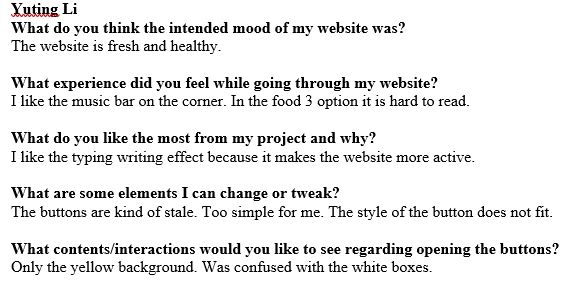 Yuting Li
What do you think the intended mood of my website was?
The website is fresh and healthy.
What experience did you feel while going through my website?
I like the music bar on the corner. In the food 3 option it is hard to read.
What do you like the most from my project and why?
I like the typing writing effect because it makes the website more active.
What are some elements I can change or tweak?
The buttons are kind of stale. Too simple for me. The style of the button does not fit.
What contents/interactions would you like to see regarding opening the buttons?
Only the yellow background. Was confused with the white boxes.